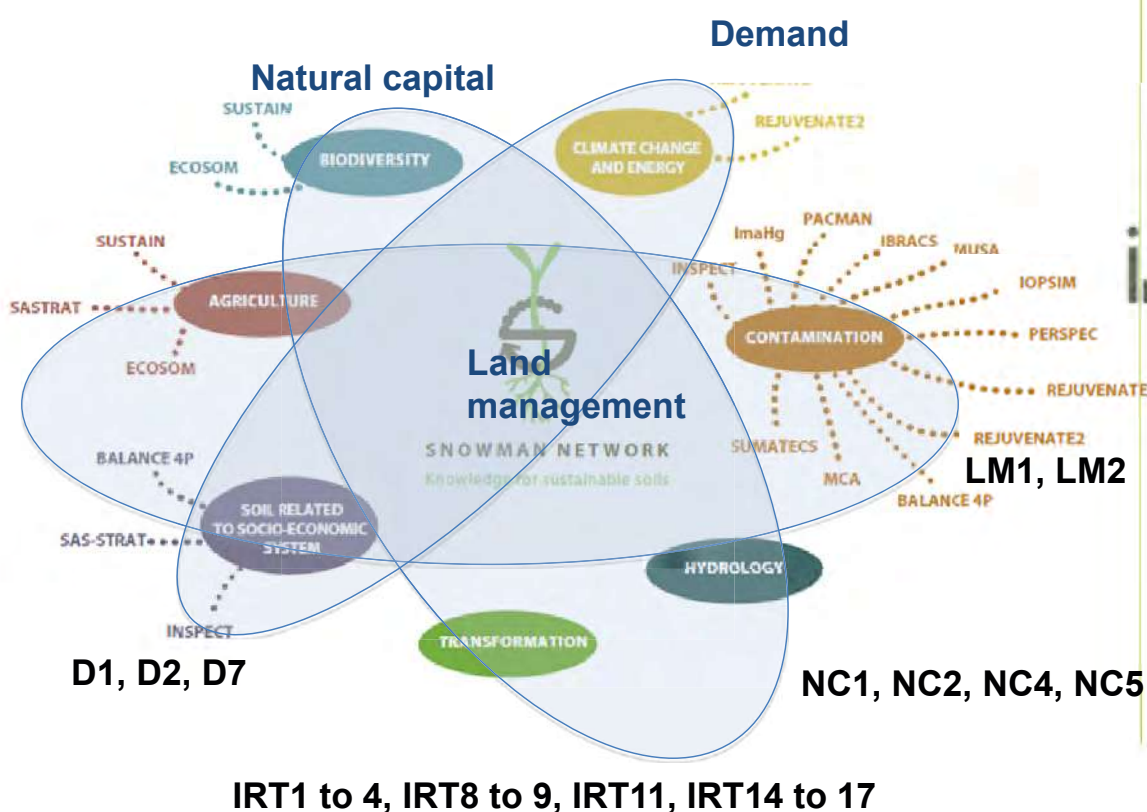 Demand
Natural capital
SUSTAIN
REJUVENATE2
BIODIVERSITY
CLIMATE CHANGE
AND ENERGY
ECOSOM
PACMAN
ImaHg
IBRACS
MUSA
SUSTAIN
INSPECT
IOPSIM
AGRICULTURE
SASTRAT
CONTAMINATION
PERSPEC
ECOSOM
Land
management
REJUVENATE
SNOWMAN NETWORK
SUMATECS
REJUVENATE2
BALANCE 4P
LM1, LM2
Knowledge for sustainable soils
MCA
BALANCE 4P
SOIL RELATED
TO SOCIO-ECONOMIC
SYSTEM
SAS-STRAT
HYDROLOGY
INSPECT
TRANSFORMATION
D1, D2, D7
NC1, NC2, NC4, NC5
IRT1 to 4, IRT8 to 9, IRT11, IRT14 to 17